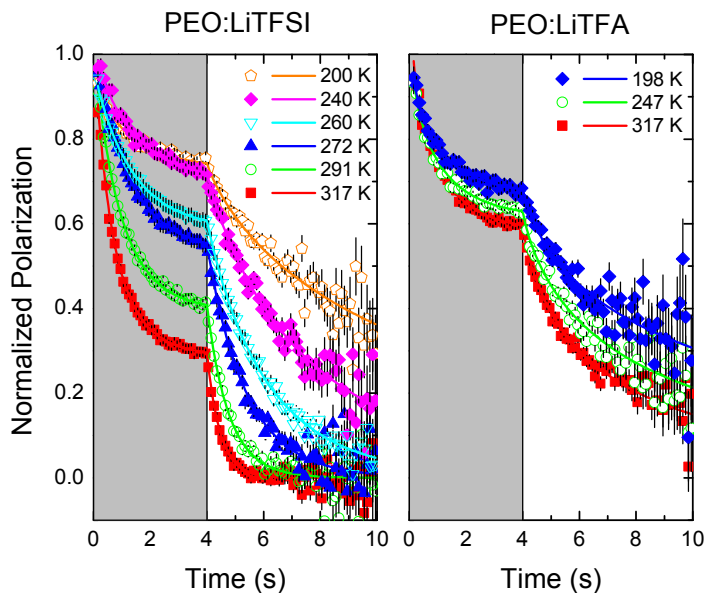 PEO:LiTFSI
PEO:LiTFA
Normalized Polarization
1.0
0.8
0.6
0.4
0.2
0.0
200 K
240 K
260 K
272 K
291 K
317 K
198 K
247 K
317 K
0 2 4 6 8 10
0 2 4 6 8 10
Time (s)
Time (s)